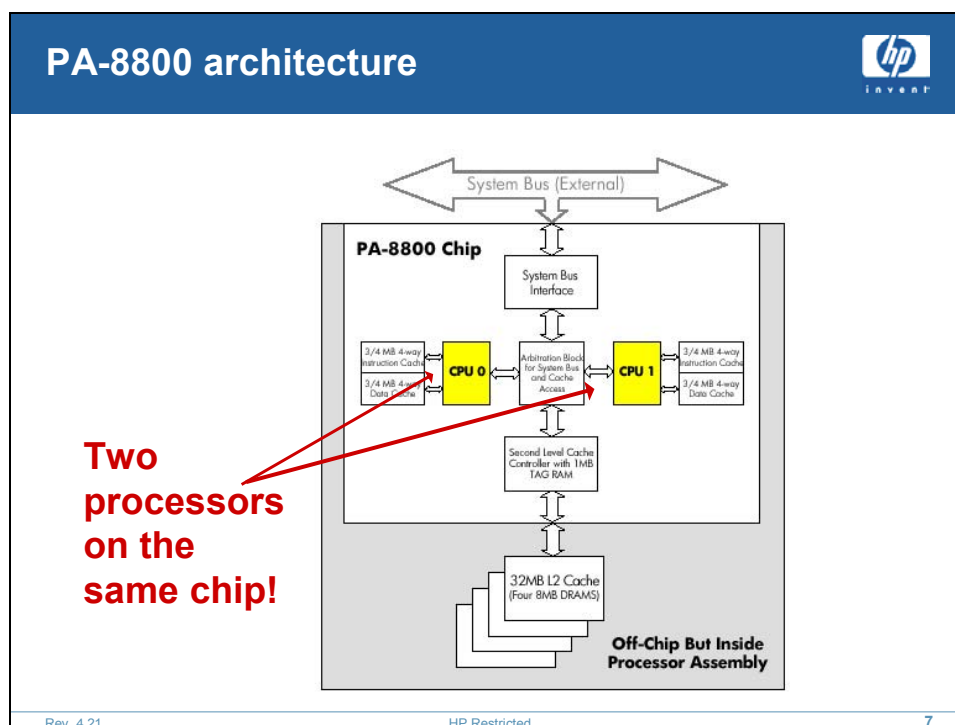 PA-8800 architecture
hp
invent
System Bus (External)
PA-8800 Chip
System Bus
Interface
3/4 MB 4-way
Instruction Cache
3/4 MB 4-way
Data Cache
CPU 0
Arbitration Block
for System Bus
and Cache
Access
CPU 1
3/4 MB 4-way
Instruction Cache
3/4 MB 4-way
Data Cache
Second Level Cache
Controller with 1MB
TAG RAM
Two
processors
on the
same chip!
32MB L2 Cache
(Four 8MB DRAMS)
Off-Chip But Inside
Processor Assembly
Rev. 4.21
HP Restricted
7